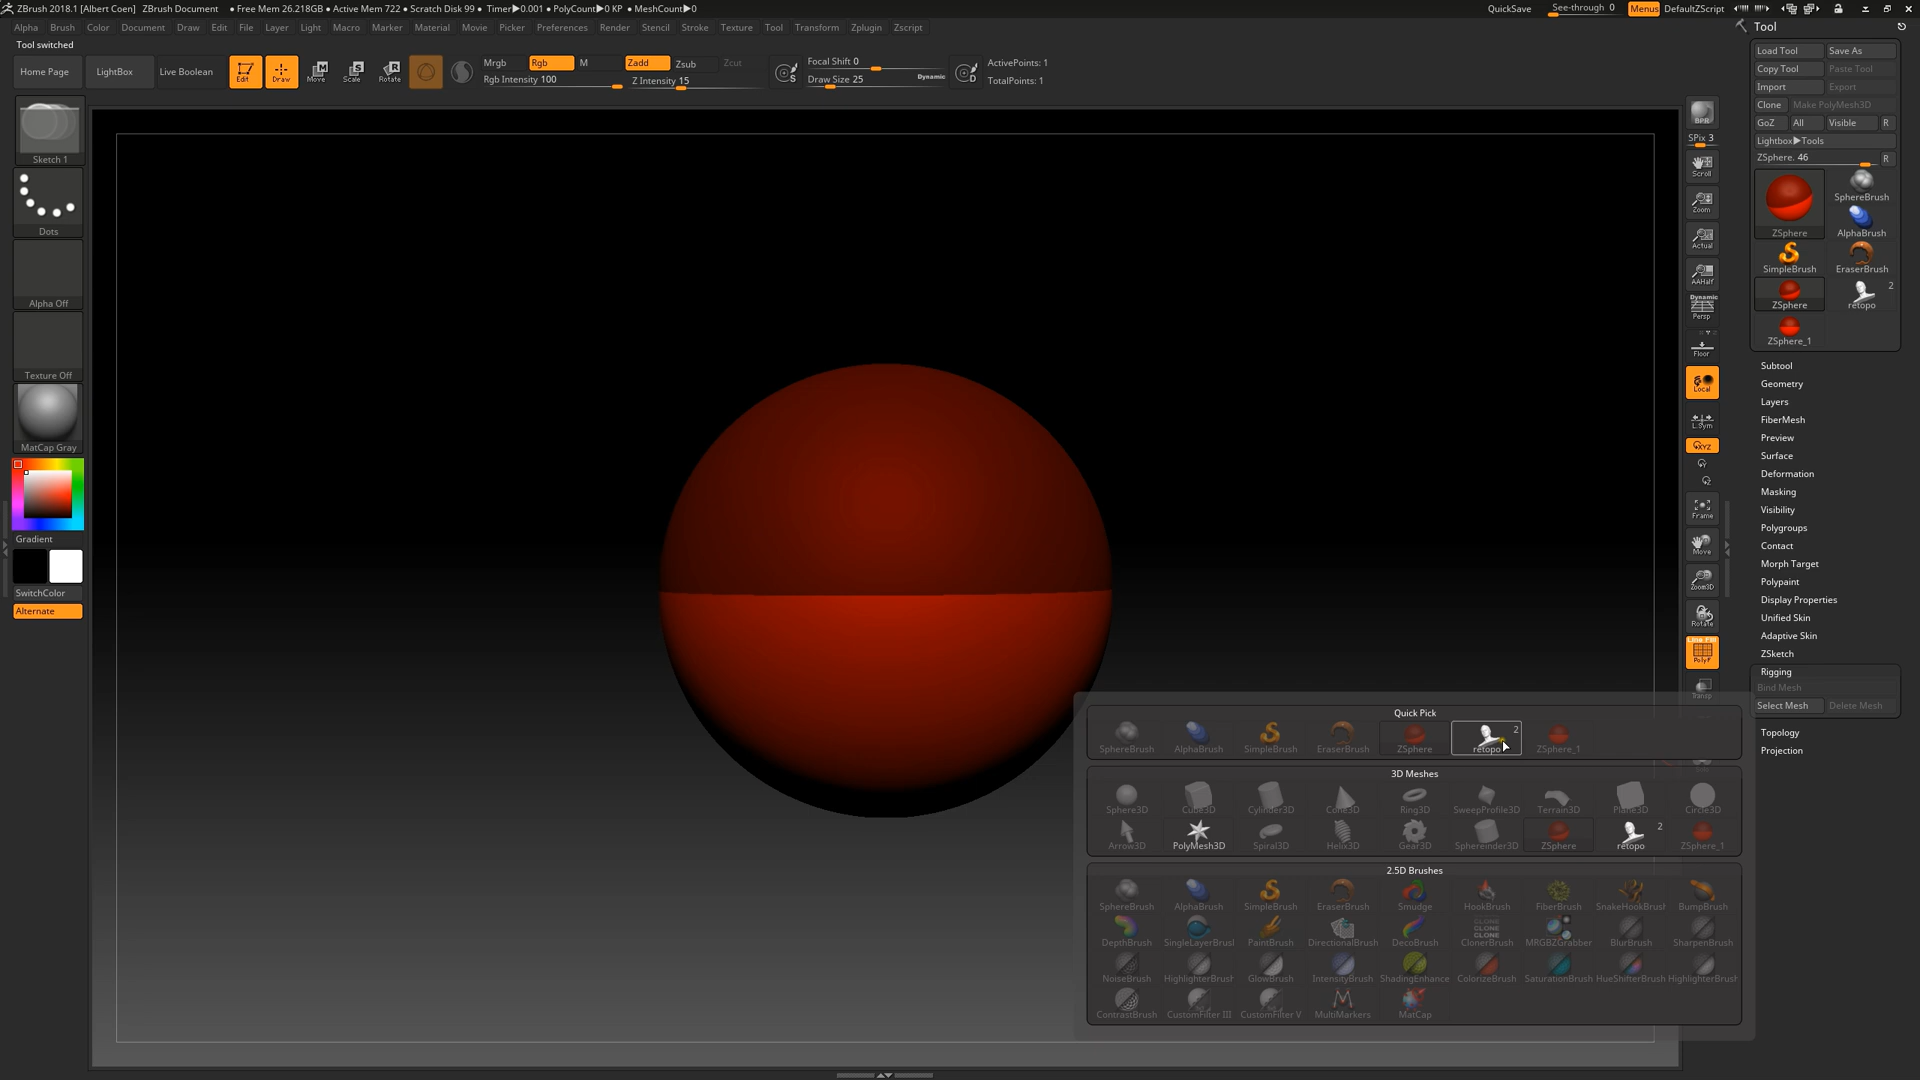 ZBrush 2018.1 [Albert Coen] ZBrush Document • Free Mem 26.218GB • Active Mem 722 • Scratch Disk 99 • Timer▶0.001 • PolyCount▶0 KP • MeshCount▶0 QuickSave See-through 0 Menus DefaultZScript
Alpha Brush Color Document Draw Edit File Layer Light Macro Marker Material Movie Picker Preferences Render Stencil Stroke Texture Tool Transform Zplugin Zscript
Tool switched
Home Page LightBox Live Boolean Edit Draw Move Scale Rotate
Mrgb Rgb M Zadd Zsub Zcut
Rgb Intensity 100 Z Intensity 15
Focal Shift 0
Draw Size 25 Dynamic
ActivePoints: 1
TotalPoints: 1
Sketch 1
Dots
Alpha Off
Texture Off
MatCap Gray
Gradient
SwitchColor
Alternate
BPR
SPix 3
Scroll
Zoom
Actual
AAHalf
Dynamic
Persp
Floor
Local
L.Sym
XYZ
Frame
Move
Zoom3D
Rotate
Line Fill
PolyF
Transp
Tool
Load Tool Save As
Copy Tool Paste Tool
Import Export
Clone Make PolyMesh3D
GoZ All Visible R
Lightbox▶Tools
ZSphere. 46 R
ZSphere SphereBrush
AlphaBrush
SimpleBrush EraserBrush
ZSphere retopo 2
ZSphere_1
Subtool
Geometry
Layers
FiberMesh
Preview
Surface
Deformation
Masking
Visibility
Polygroups
Contact
Morph Target
Polypaint
Display Properties
Unified Skin
Adaptive Skin
ZSketch
Rigging
Bind Mesh
Select Mesh Delete Mesh
Topology
Projection
Quick Pick
2
SphereBrush AlphaBrush SimpleBrush EraserBrush ZSphere retopo ZSphere_1
3D Meshes
Sphere3D Cube3D Cylinder3D Cone3D Ring3D SweepProfile3D Terrain3D Plane3D Circle3D
2
Arrow3D PolyMesh3D Spiral3D Helix3D Gear3D Sphereinder3D ZSphere retopo ZSphere_1
2.5D Brushes
SphereBrush AlphaBrush SimpleBrush EraserBrush Smudge HookBrush FiberBrush SnakeHookBrush BumpBrush
CLONE
CLONE
CLONE
DepthBrush SingleLayerBrusl PaintBrush DirectionalBrush DecoBrush ClonerBrush MRGBZGrabber BlurBrush SharpenBrush
NoiseBrush HighlighterBrush GlowBrush IntensityBrush ShadingEnhance ColorizeBrush SaturationBrush HueShifterBrush HighlighterBrush
ContrastBrush CustomFilter III CustomFilter V MultiMarkers MatCap